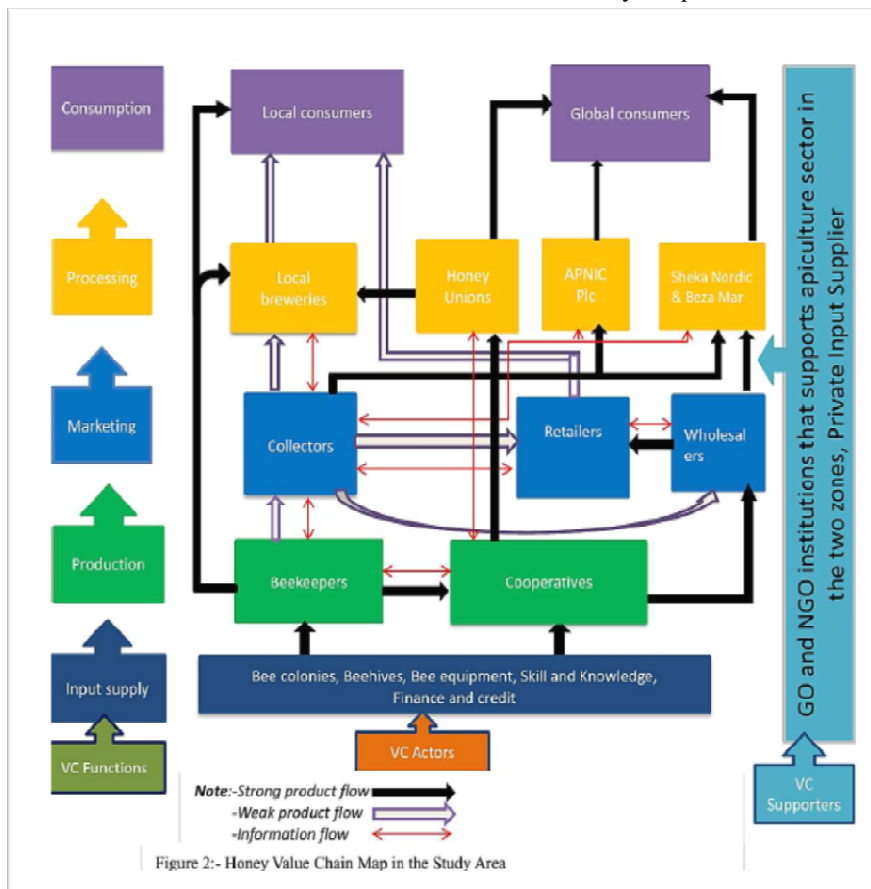 Consumption
Local consumers
Global consumers
Processing
Local
breweries
Honey
Unions
APNIC
Plc
Sheka Nordic
& Beza Mar
Marketing
Collectors
Retailers
Wholesal
ers
Production
Beekeepers
Cooperatives
Input supply
Bee colonies, Beehives, Bee equipment, Skill and Knowledge,
Finance and credit
VC Functions
VC Actors
GO and NGO institutions that supports apiculture sector in
the two zones, Private Input Supplier
VC
Supporters
Note:-Strong product flow
-Weak product flow
-Information flow
Figure 2:- Honey Value Chain Map in the Study Area